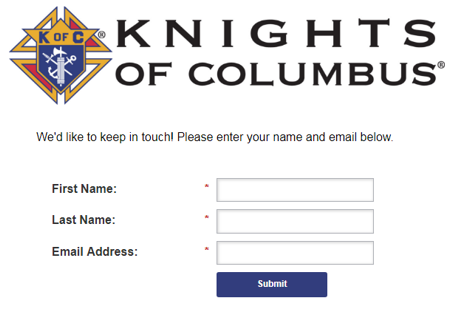 K OF C ®
KNIGHTS
OF COLUMBUS®
We'd like to keep in touch! Please enter your name and email below.
First Name: *
Last Name: *
Email Address: *
Submit